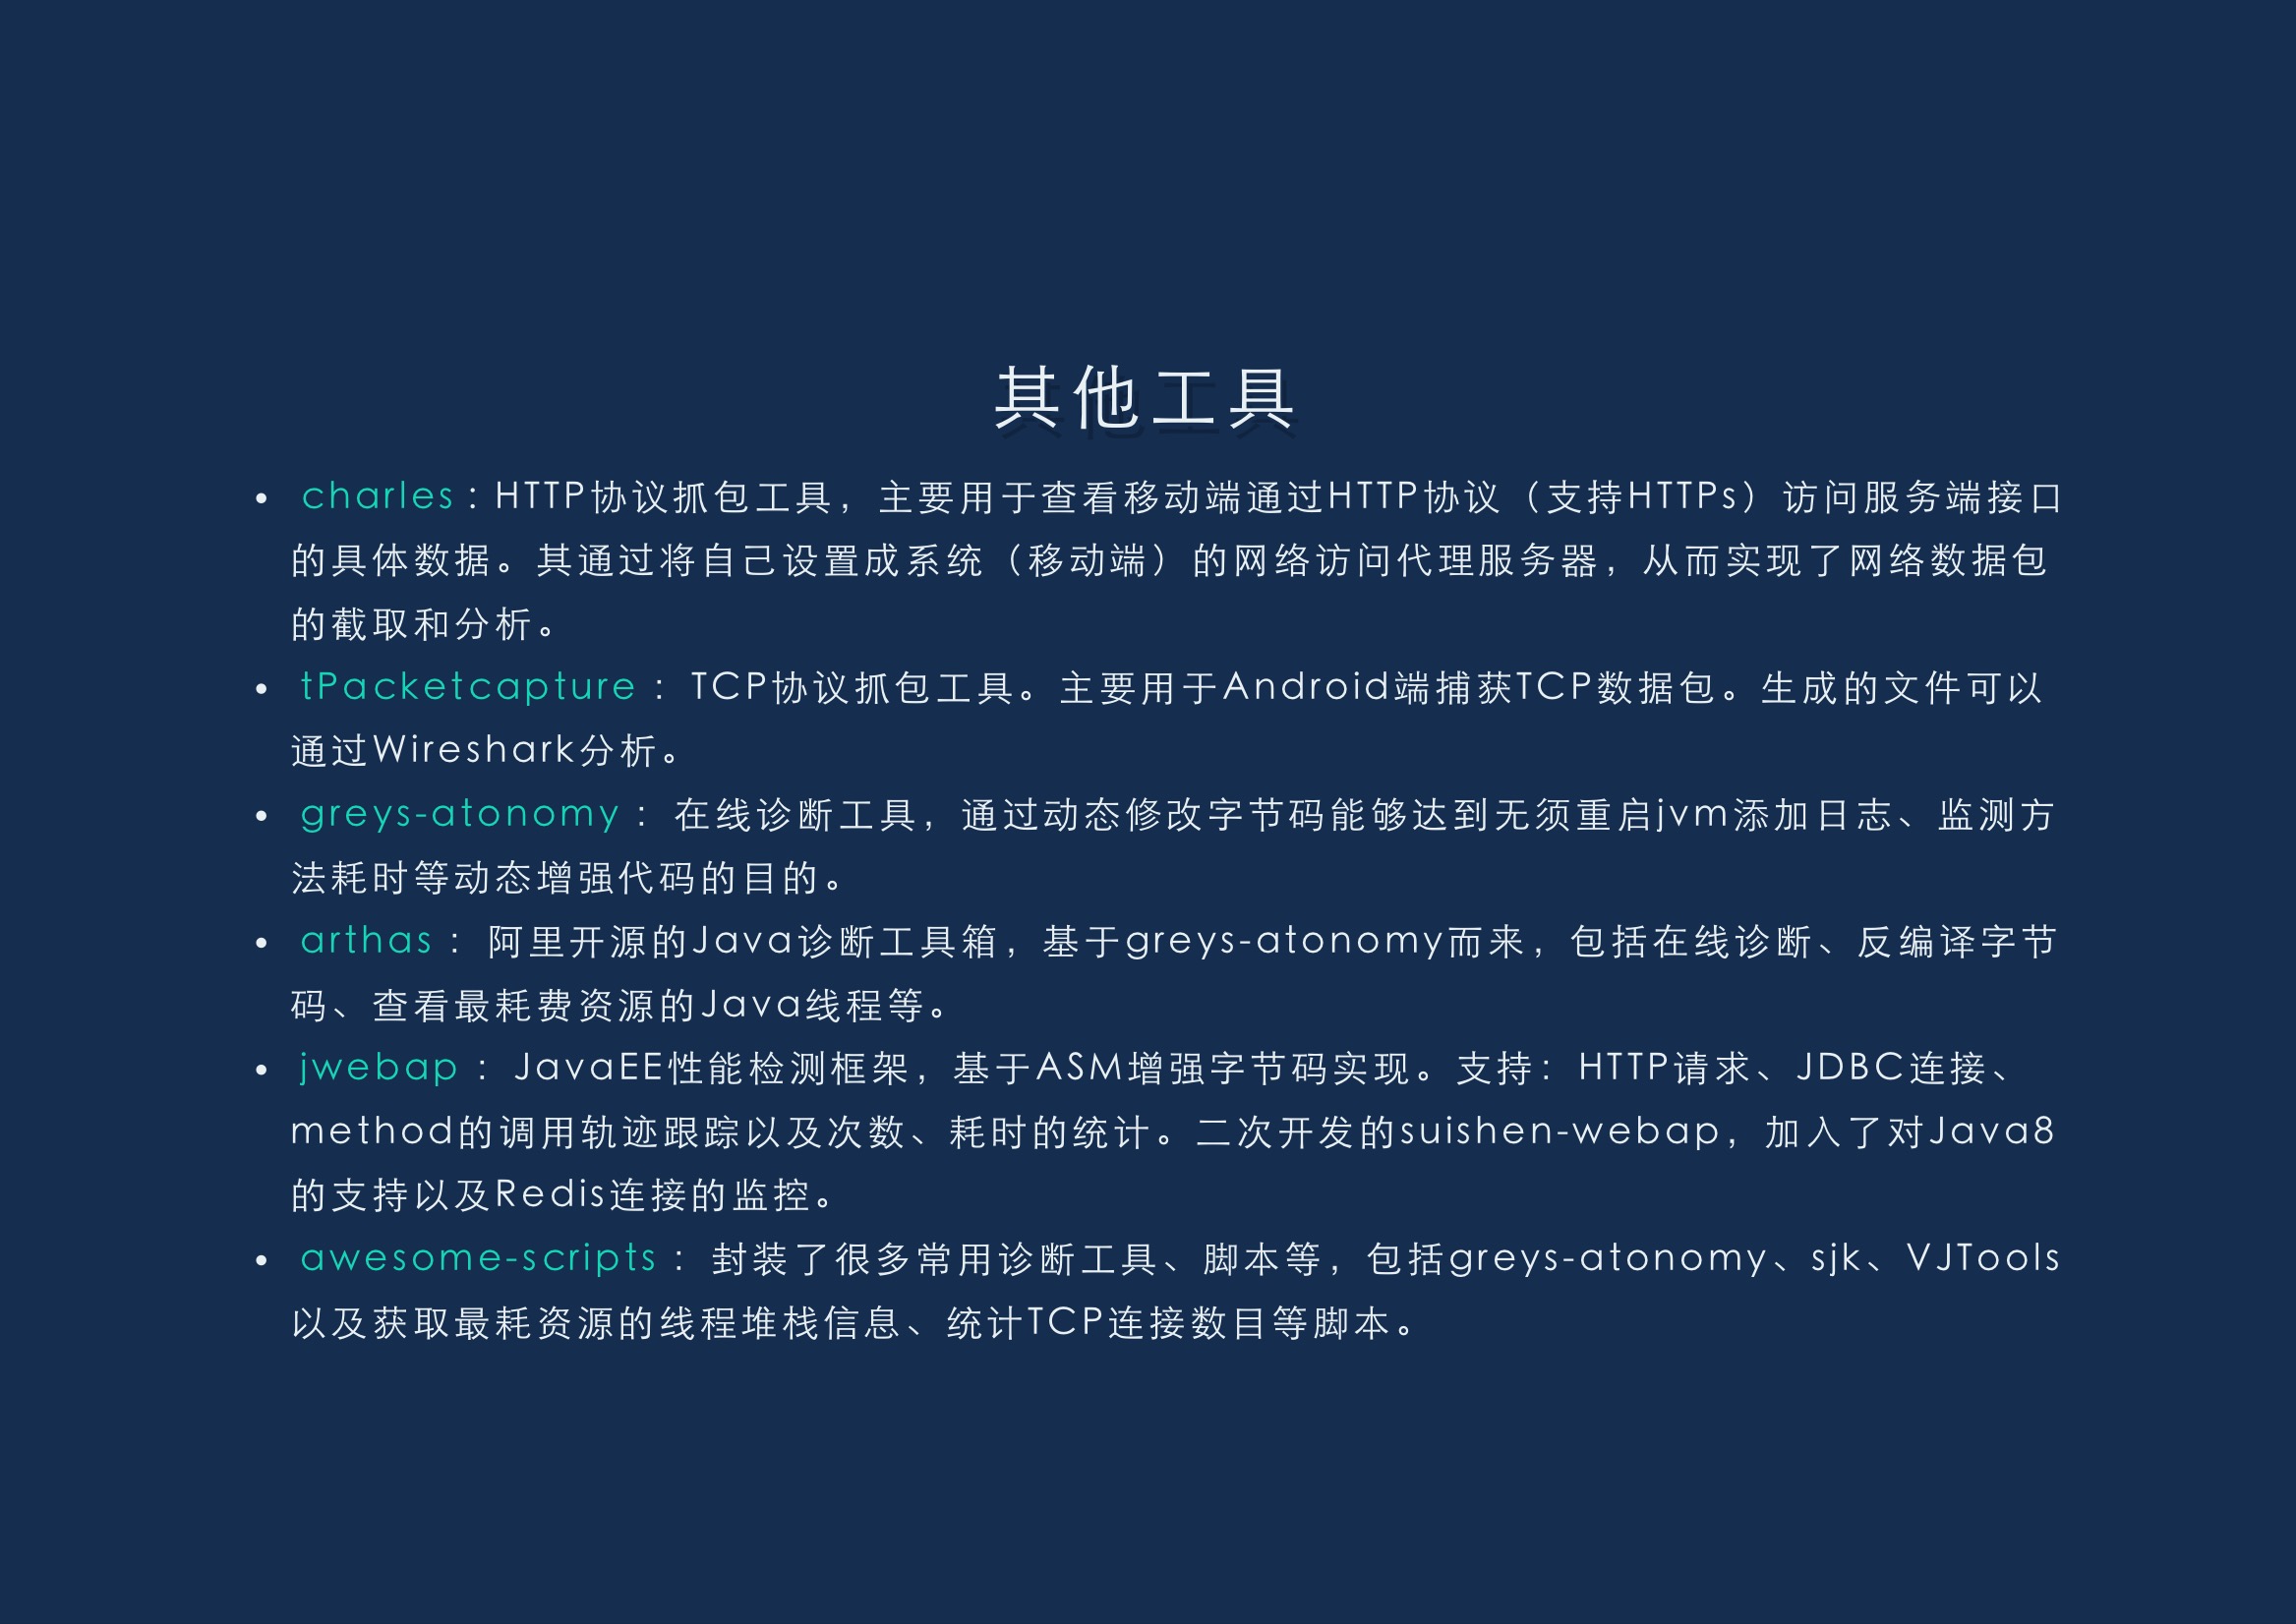 其他工具
• charles：HTTP协议抓包工具，主要用于查看移动端通过HTTP协议（支持HTTPs）访问服务端接口
的具体数据。其通过将自己设置成系统（移动端）的网络访问代理服务器，从而实现了网络数据包
的截取和分析。
• tPacketcapture： TCP协议抓包工具。主要用于Android端捕获TCP数据包。生成的文件可以
通过Wireshark分析。
• greys-atonomy： 在线诊断工具，通过动态修改字节码能够达到无须重启jvm添加日志、监测方
法耗时等动态增强代码的目的。
• arthas： 阿里开源的Java诊断工具箱，基于greys-atonomy而来，包括在线诊断、反编译字节
码、查看最耗费资源的Java线程等。
• jwebap： JavaEE性能检测框架，基于ASM增强字节码实现。支持：HTTP请求、JDBC连接、
method的调用轨迹跟踪以及次数、耗时的统计。二次开发的suishen-webap，加入了对Java8
的支持以及Redis连接的监控。
• awesome-scripts： 封装了很多常用诊断工具、脚本等，包括greys-atonomy、sjk、VJTools
以及获取最耗资源的线程堆栈信息、统计TCP连接数目等脚本。